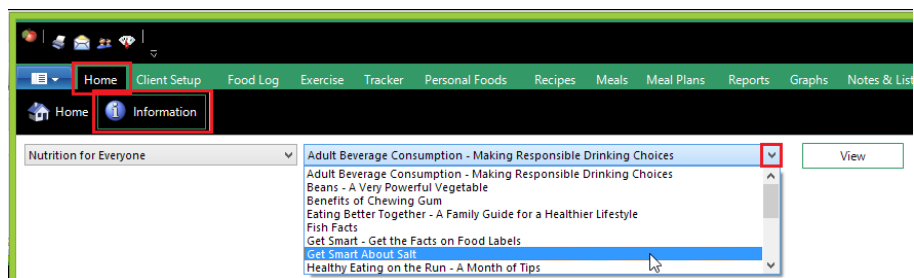 Home Client Setup Food Log Exercise Tracker Personal Foods Recipes Meals Meal Plans Reports Graphs Notes & List
Home Information
Nutrition for Everyone Adult Beverage Consumption - Making Responsible Drinking Choices View
Adult Beverage Consumption - Making Responsible Drinking Choices
Beans - A Very Powerful Vegetable
Benefits of Chewing Gum
Eating Better Together - A Family Guide for a Healthier Lifestyle
Fish Facts
Get Smart - Get the Facts on Food Labels
Get Smart About Salt
Healthy Eating on the Run - A Month of Tips